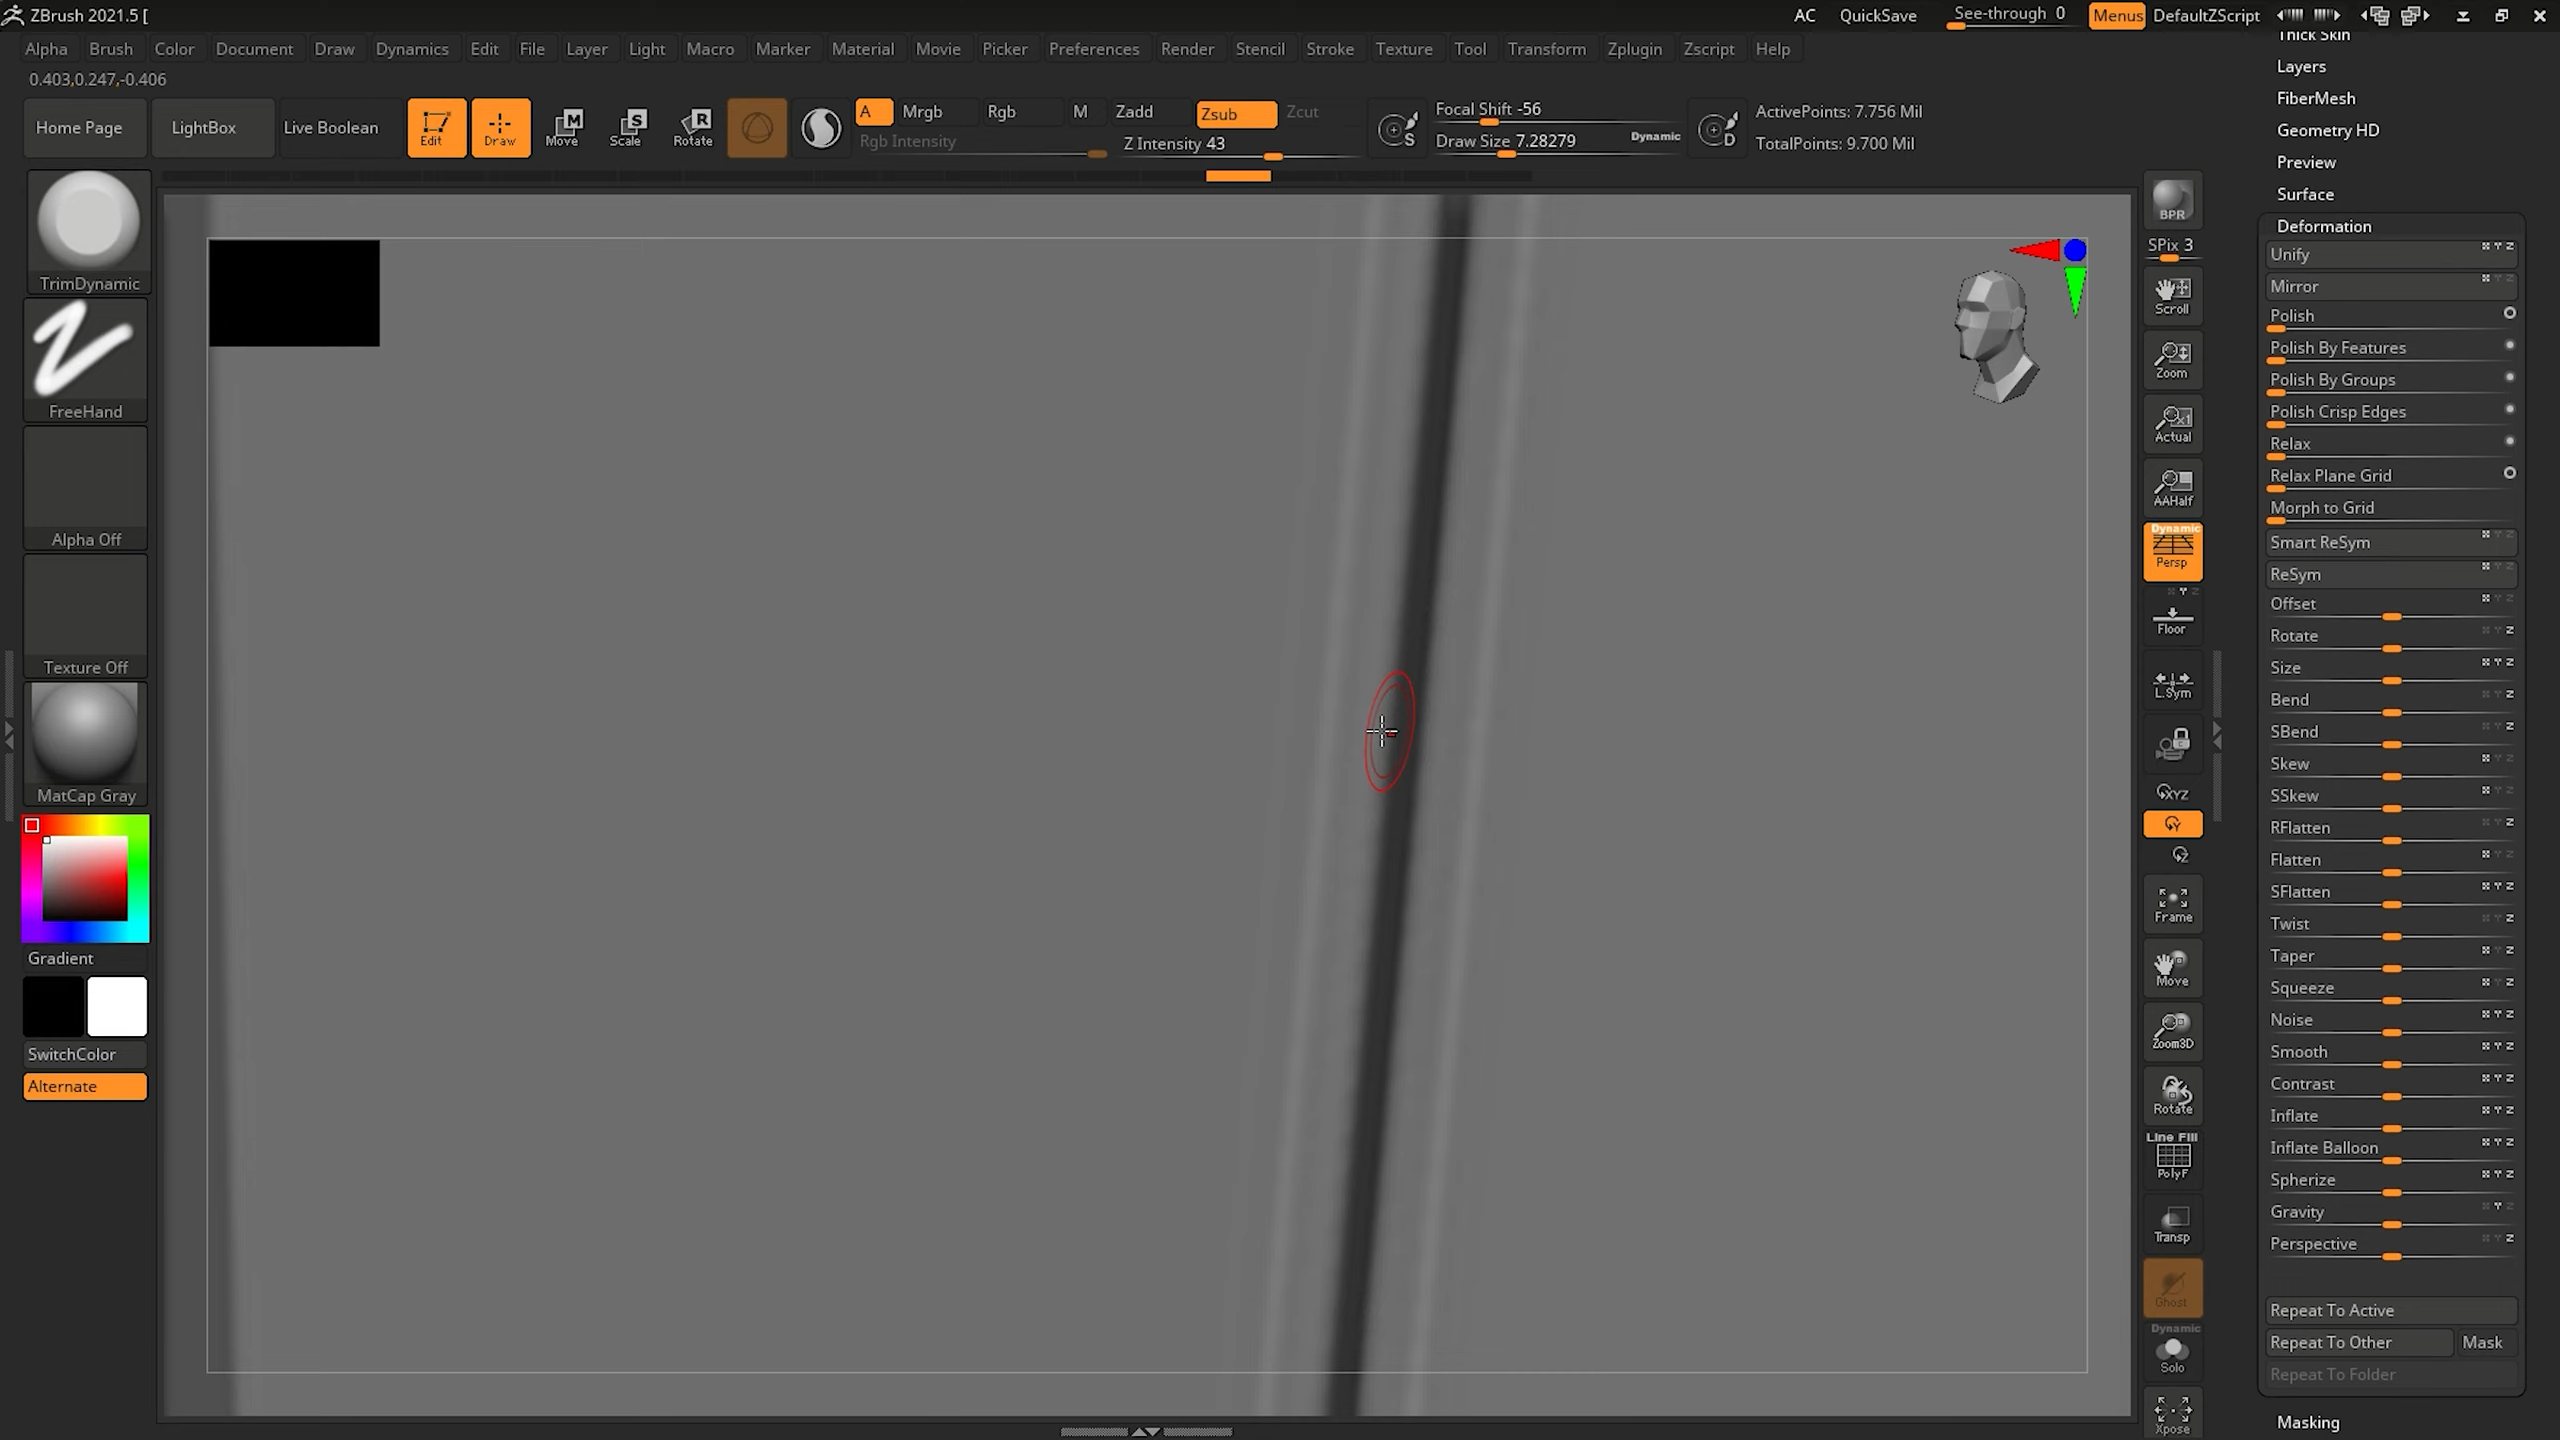 ZBrush 2021.5 [
AC QuickSave See-through 0 Menus DefaultZScript
Alpha Brush Color Document Draw Dynamics Edit File Layer Light Macro Marker Material Movie Picker Preferences Render Stencil Stroke Texture Tool Transform Zplugin Zscript Help
0.403,0.247,-0.406
Home Page LightBox Live Boolean Edit Draw Move Scale Rotate
M S R
A Mrgb Rgb M Zadd Zsub Zcut
Rgb Intensity Z Intensity 43
S Focal Shift -56
Draw Size 7.28279 Dynamic
D ActivePoints: 7.756 Mil
TotalPoints: 9.700 Mil
TrimDynamic
FreeHand
Alpha Off
Texture Off
MatCap Gray
Gradient
SwitchColor
Alternate
BPR
SPix 3
Scroll
Zoom
Actual
AAHalf
Dynamic
Persp
Floor
L.Sym
XYZ
Y
Z
Frame
Move
Zoom3D
Rotate
Line Fill
PolyF
Transp
Ghost
Dynamic
Solo
Xpose
Thick Skin
Layers
FiberMesh
Geometry HD
Preview
Surface
Deformation
Unify
Mirror
Polish
Polish By Features
Polish By Groups
Polish Crisp Edges
Relax
Relax Plane Grid
Morph to Grid
Smart ReSym
ReSym
Offset
Rotate
Size
Bend
SBend
Skew
SSkew
RFlatten
Flatten
SFlatten
Twist
Taper
Squeeze
Noise
Smooth
Contrast
Inflate
Inflate Balloon
Spherize
Gravity
Perspective
Repeat To Active
Repeat To Other Mask
Repeat To Folder
Masking